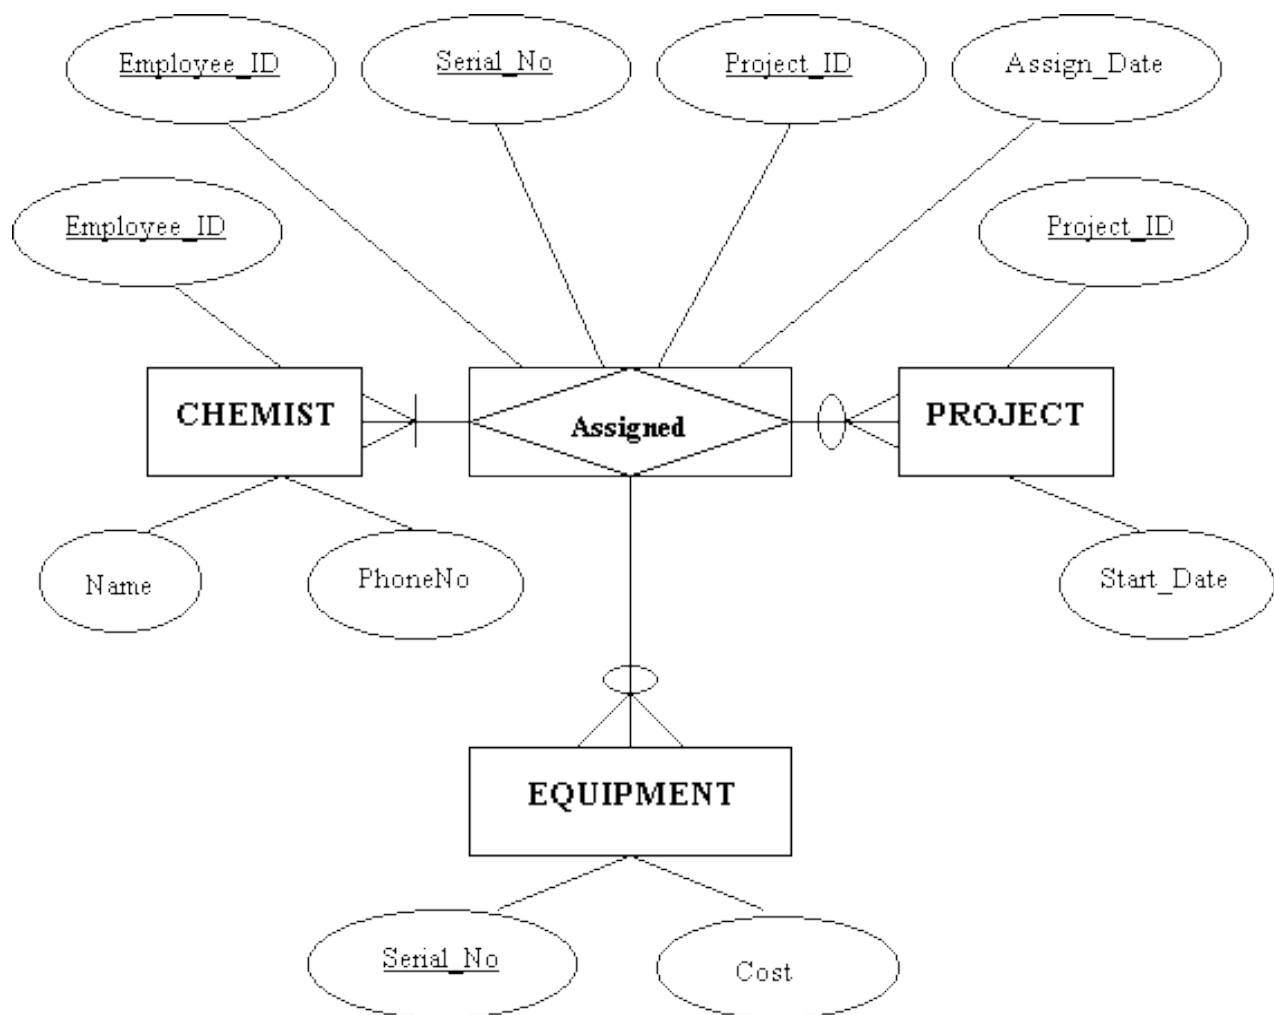 Employee_ID
Serial_No
Project_ID
Assign_Date
Employee_ID
Project_ID
CHEMIST
Assigned
PROJECT
Name
PhoneNo
Start_Date
EQUIPMENT
Serial_No
Cost